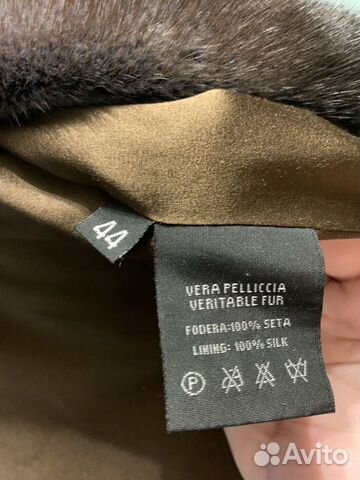 44
VERA PELLICCIA
VERITABLE FUR
FODERA:100% SETA
LINING: 100% SILK
P
Avito